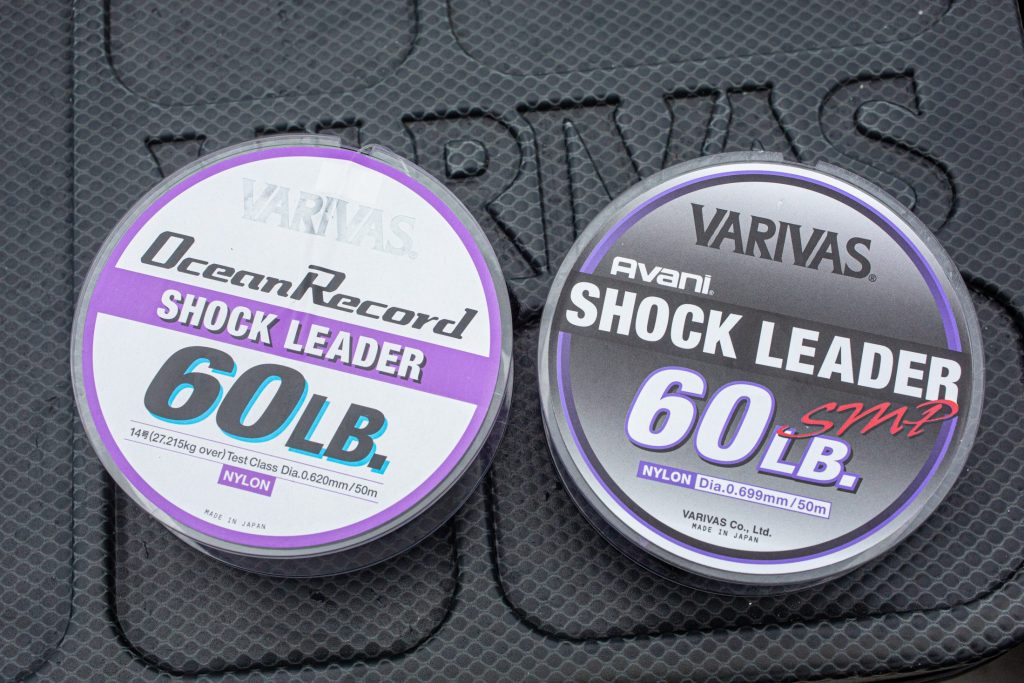 VARIVAS
VARIVAS®
OceanRecord
SHOCK LEADER
60LB.
14号(27.215kg over) Test Class Dia.0.620mm/50m
NYLON
MADE IN JAPAN
VARIVAS®
Avani®
SHOCK LEADER
SMP
60LB.
NYLON Dia.0.699mm/50m
VARIVAS Co., Ltd.
MADE IN JAPAN